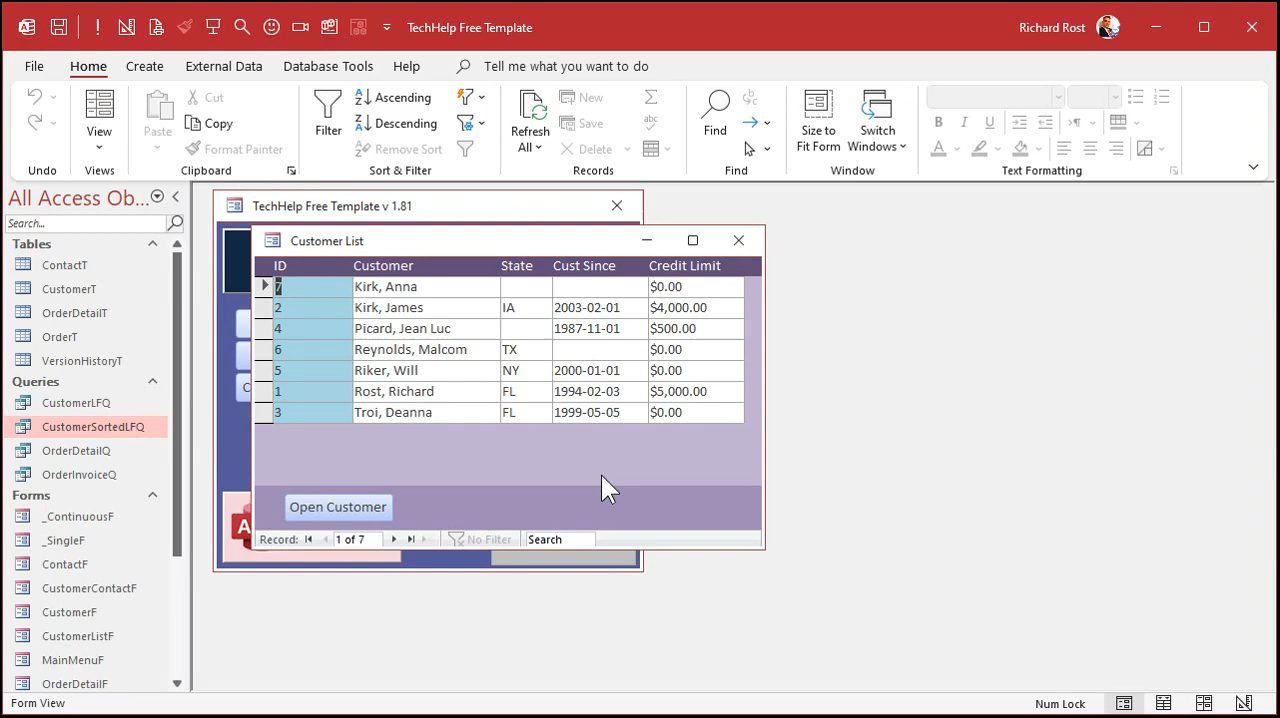 TechHelp Free Template
Richard Rost
File Home Create External Data Database Tools Help Tell me what you want to do
View Paste Cut Copy Format Painter Filter Ascending Descending Remove Sort Refresh All New Save Delete Find Size to Fit Form Switch Windows
Undo Views Clipboard Sort & Filter Records Find Window Text Formatting
All Access Ob...
Search...
Tables
ContactT
CustomerT
OrderDetailT
OrderT
VersionHistoryT
Queries
CustomerLFQ
CustomerSortedLFQ
OrderDetailQ
OrderInvoiceQ
Forms
_ContinuousF
_SingleF
ContactF
CustomerContactF
CustomerF
CustomerListF
MainMenuF
OrderDetailF
TechHelp Free Template v 1.81
Customer List
ID Customer State Cust Since Credit Limit
7 Kirk, Anna $0.00
2 Kirk, James IA 2003-02-01 $4,000.00
4 Picard, Jean Luc 1987-11-01 $500.00
6 Reynolds, Malcom TX $0.00
5 Riker, Will NY 2000-01-01 $0.00
1 Rost, Richard FL 1994-02-03 $5,000.00
3 Troi, Deanna FL 1999-05-05 $0.00
Open Customer
Record: 1 of 7 No Filter Search
Form View
Num Lock